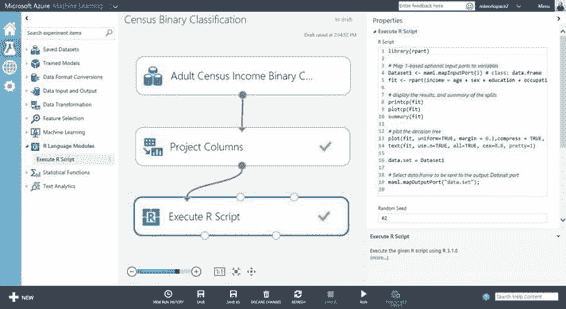 Microsoft Azure Machine Learning
Enter feedback here
Menu
Search experiment items
Saved Datasets
Trained Models
Data Format Conversions
Data Input and Output
Data Transformation
Feature Selection
Machine Learning
R Language Modules
Execute R Script
Statistical Functions
Text Analytics
Census Binary Classification
In draft
Draft saved at
Adult Census Income Binary C...
Project Columns
Execute R Script
1:1
Properties
Execute R Script
R Script
1 library(rpart)
2
3 # Map 1-based optional input ports to variables
4 Dataset1 <- maml.mapInputPort(1) # class: data.frame
5 fit <- rpart(income ~ age + sex + education + occupati
6
7 # display the results, and summary of the splits
8 printcp(fit)
9 plotcp(fit)
10 summary(fit)
11
12 # plot the decision tree
13 plot(fit, uniform=TRUE, margin = 0.1,compress = TRUE,
14 text(fit, use.n=TRUE, all=TRUE, cex=0.8, pretty=1)
15
16 data.set = Dataset1
17
18 # Select data.frame to be sent to the output Dataset port
19 maml.mapOutputPort("data.set");
20
Random Seed
42
Execute R Script
Execute the given R script using R 3.1.0
(more...)
NEW
VIEW RUN HISTORY
SAVE
SAVE AS
DISCARD CHANGES
REFRESH
CANCEL
RUN
Search Help Content